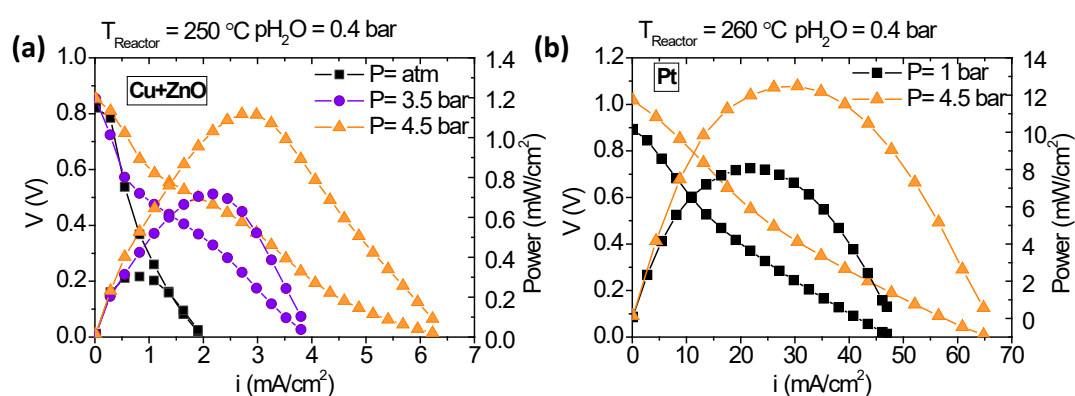 (a)
T_Reactor = 250 °C pH₂O = 0.4 bar
Cu+ZnO
P= atm
P= 3.5 bar
P= 4.5 bar
V (V)
1.0
0.8
0.6
0.4
0.2
0.0
Power (mW/cm²)
1.4
1.2
1.0
0.8
0.6
0.4
0.2
0.0
0 1 2 3 4 5 6 7
i (mA/cm²)
(b)
T_Reactor = 260 °C pH₂O = 0.4 bar
Pt
P= 1 bar
P= 4.5 bar
V (V)
1.2
1.0
0.8
0.6
0.4
0.2
0.0
Power (mW/cm²)
14
12
10
8
6
4
2
0
0 10 20 30 40 50 60 70
i (mA/cm²)